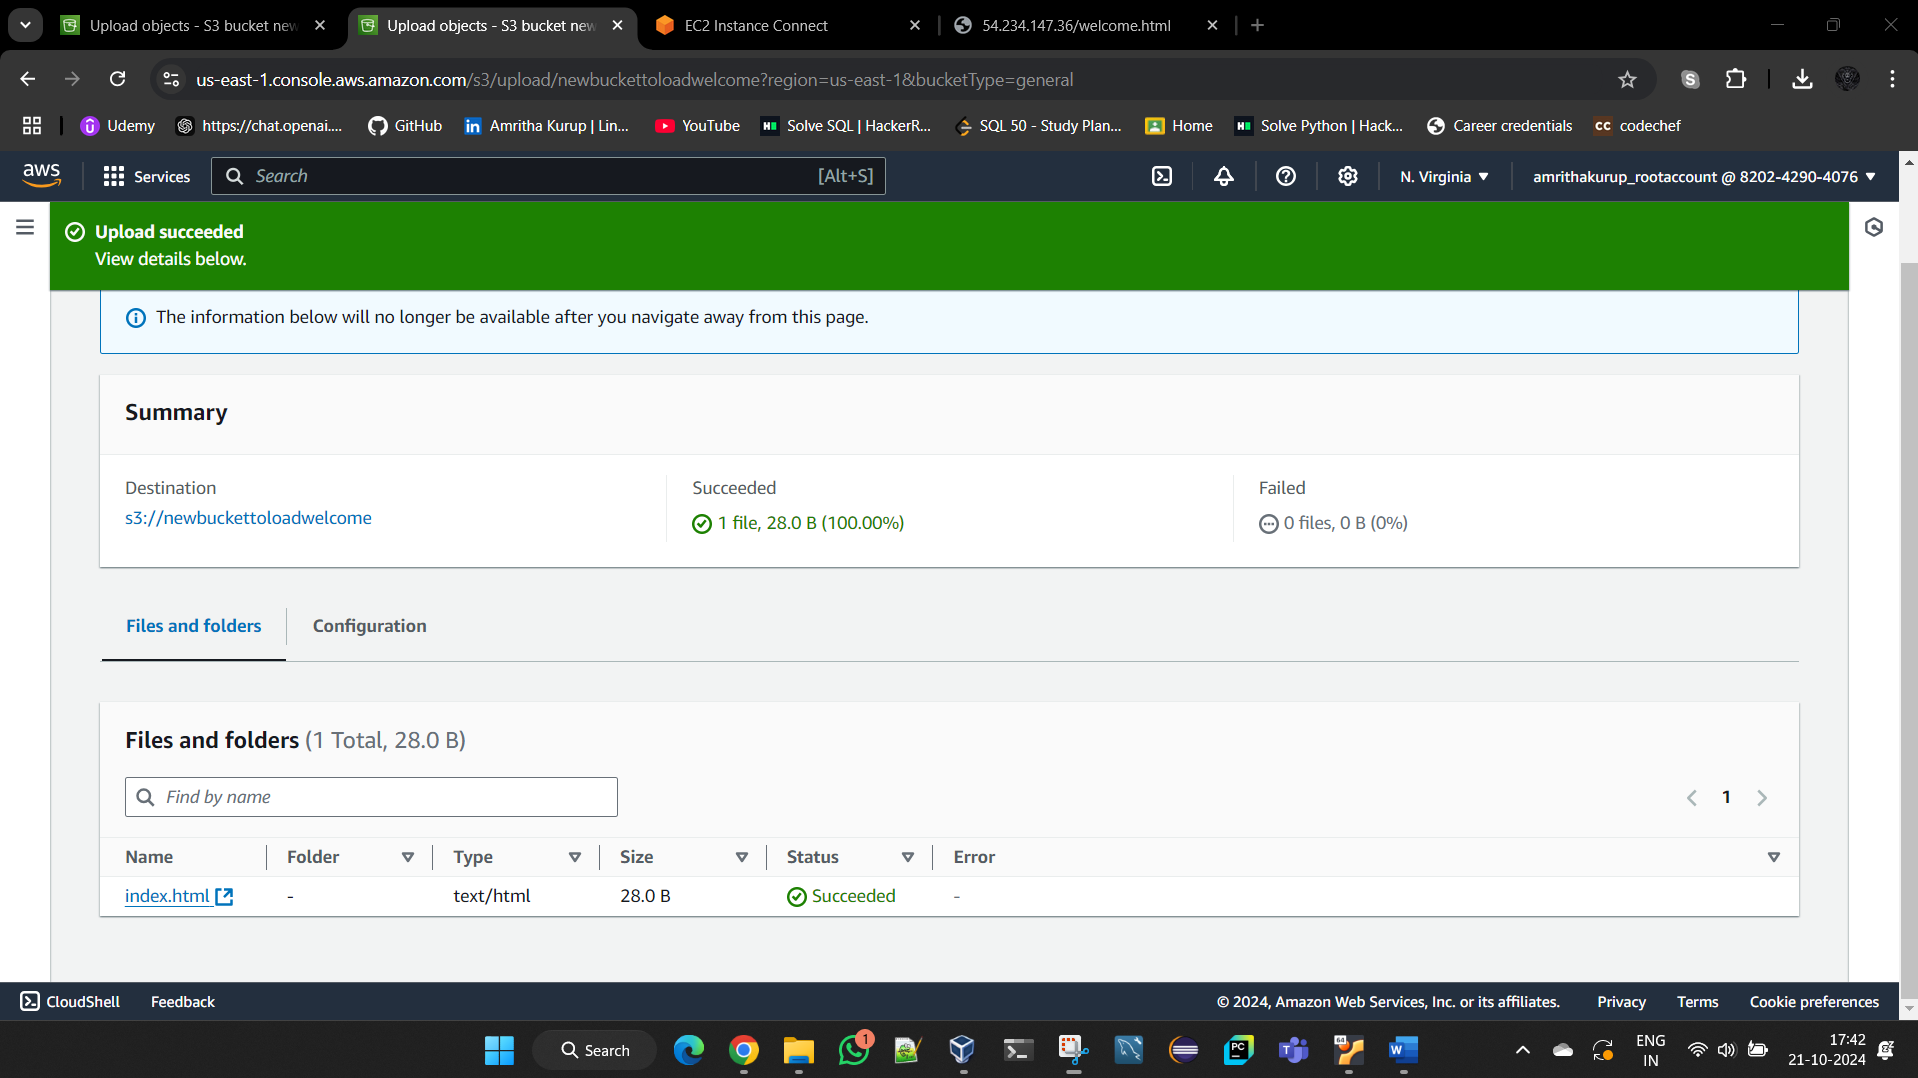 Upload objects - S3 bucket new
Upload objects - S3 bucket new
EC2 Instance Connect
54.234.147.36/welcome.html
us-east-1.console.aws.amazon.com/s3/upload/newbuckettoloadwelcome?region=us-east-1&bucketType=general
Udemy
https://chat.openai....
GitHub
Amritha Kurup | Lin...
YouTube
Solve SQL | HackerR...
SQL 50 - Study Plan...
Home
Solve Python | Hack...
Career credentials
codechef
aws
Services
Search
[Alt+S]
N. Virginia
amrithakurup_rootaccount @ 8202-4290-4076
Upload succeeded
View details below.
The information below will no longer be available after you navigate away from this page.
Summary
Destination
s3://newbuckettoloadwelcome
Succeeded
1 file, 28.0 B (100.00%)
Failed
0 files, 0 B (0%)
Files and folders
Configuration
Files and folders (1 Total, 28.0 B)
Find by name
1
Name Folder Type Size Status Error
index.html - text/html 28.0 B Succeeded -
CloudShell
Feedback
© 2024, Amazon Web Services, Inc. or its affiliates.
Privacy
Terms
Cookie preferences
Search
1
ENG
IN
17:42
21-10-2024